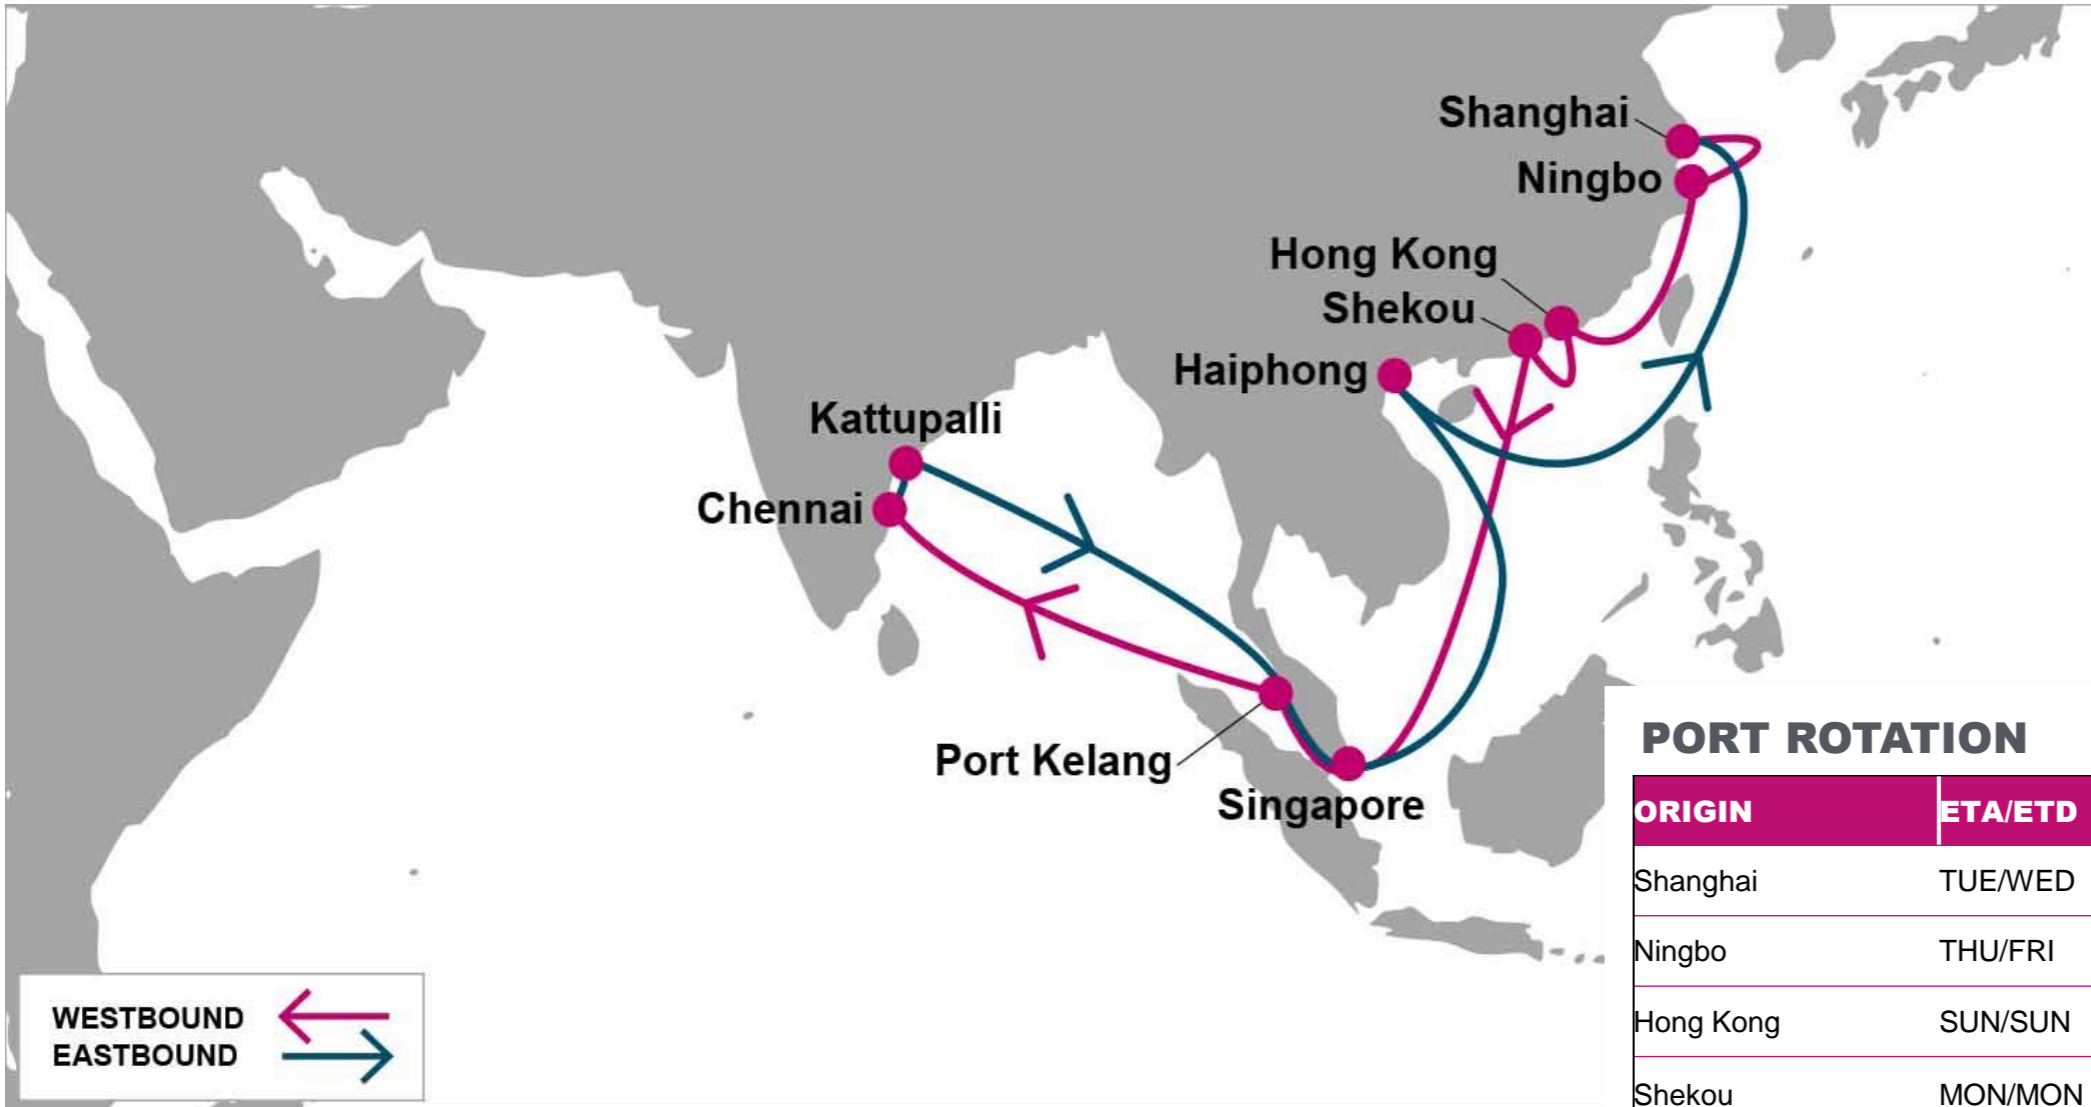 Shanghai
Ningbo
Hong Kong
Shekou
Haiphong
Kattupalli
Chennai
Port Kelang
Singapore
WESTBOUND
EASTBOUND
PORT ROTATION
ORIGIN ETA/ETD
Shanghai TUE/WED
Ningbo THU/FRI
Hong Kong SUN/SUN
Shekou MON/MON